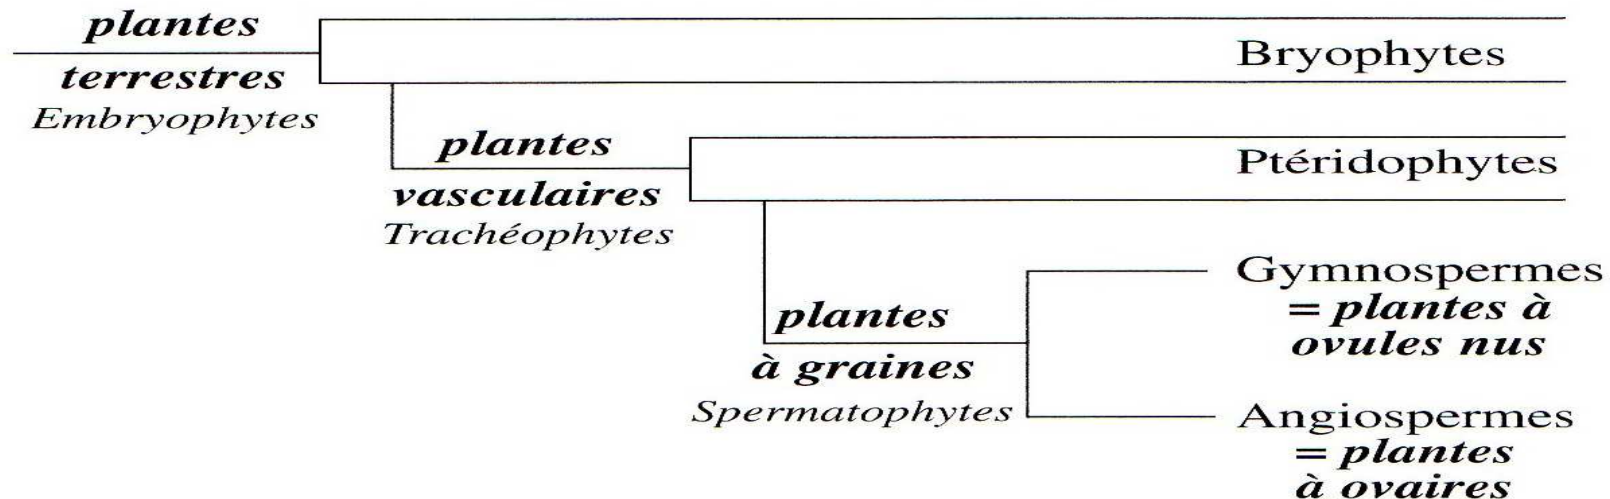 plantes
terrestres
Embryophytes
Bryophytes
plantes
vasculaires
Trachéophytes
Ptéridophytes
plantes
à graines
Spermatophytes
Gymnospermes
= plantes à
ovules nus
Angiospermes
= plantes
à ovaires